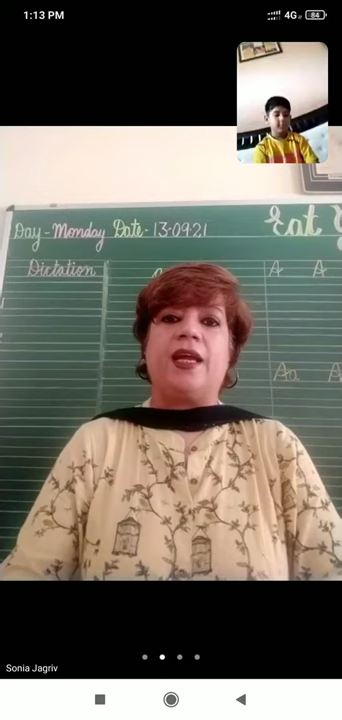 1:13 PM 4G 84
Day - Monday Date - 13-09-21
Eat
Dictation
A A
Aa A
Sonia Jagriv